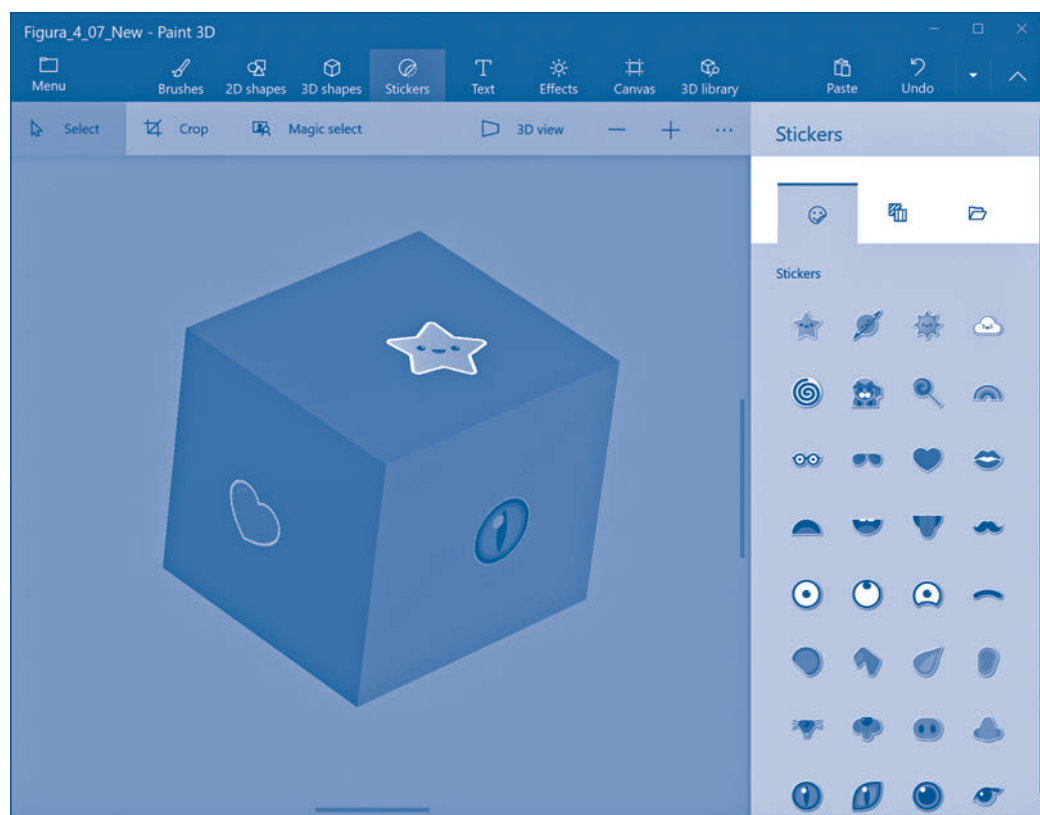 Figura_4_07_New - Paint 3D
Menu Brushes 2D shapes 3D shapes Stickers Text Effects Canvas 3D library Paste Undo
Select Crop Magic select 3D view Stickers
Stickers